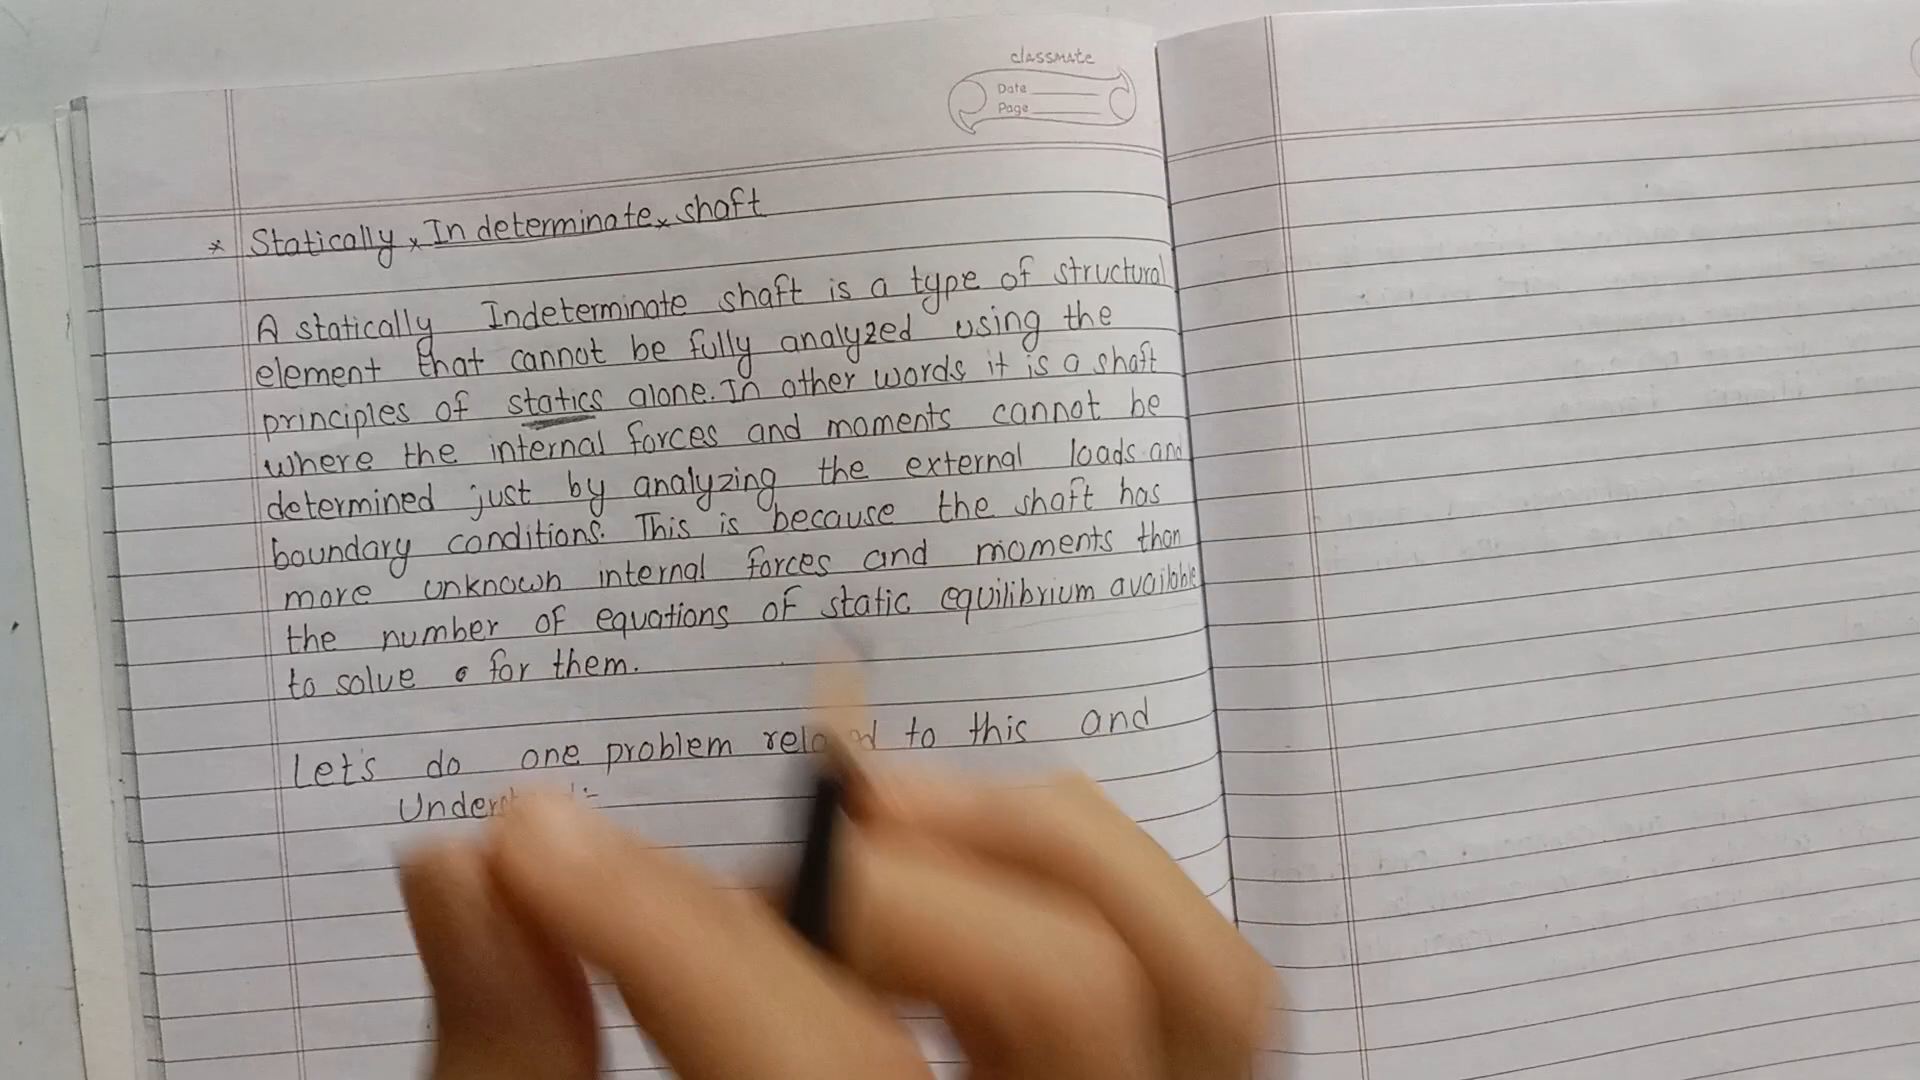 classmate
Date
Page
* Statically x Indeterminate x shaft
A statically Indeterminate shaft is a type of structural
element that cannot be fully analyzed using the
principles of statics alone. In other words it is a shaft
where the internal forces and moments cannot be
determined just by analyzing the external loads and
boundary conditions. This is because the shaft has
more unknown internal forces and moments than
the number of equations of static equilibrium available
to solve for them.
Let's do one problem to this and